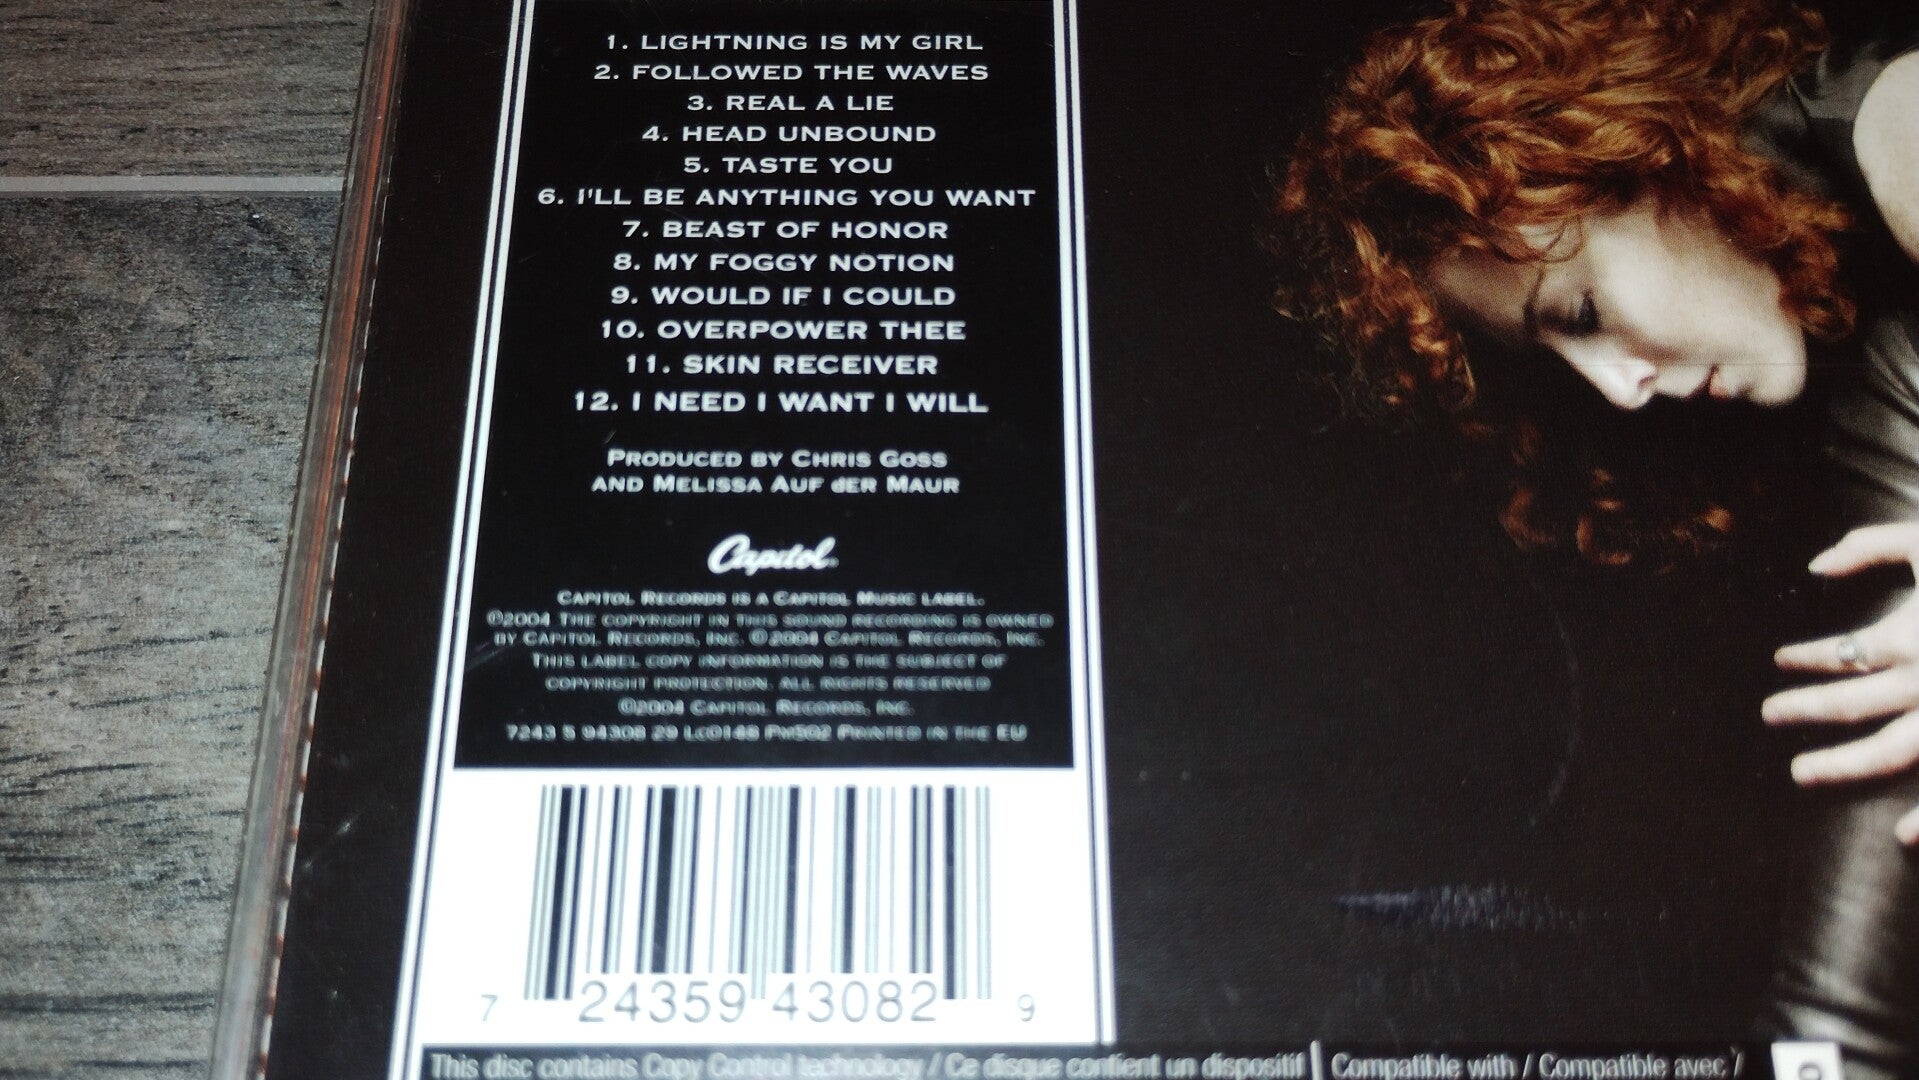 1. LIGHTNING IS MY GIRL
2. FOLLOWED THE WAVES
3. REAL A LIE
4. HEAD UNBOUND
5. TASTE YOU
6. I'LL BE ANYTHING YOU WANT
7. BEAST OF HONOR
8. MY FOGGY NOTION
9. WOULD IF I COULD
10. OVERPOWER THEE
11. SKIN RECEIVER
12. I NEED I WANT I WILL
PRODUCED BY CHRIS GOSS
AND MELISSA AUF dER MAUR
Capitol
CAPITOL RECORDS IS A CAPITOL MUSIC LABEL.
℗2004 THE COPYRIGHT IN THIS SOUND RECORDING IS OWNED
BY CAPITOL RECORDS, INC. ©2004 CAPITOL RECORDS, INC.
THIS LABEL COPY INFORMATION IS THE SUBJECT OF
COPYRIGHT PROTECTION. ALL RIGHTS RESERVED
©2004 CAPITOL RECORDS, INC.
7243 5 94308 29 LC0148 PM502 PRINTED IN THE EU
7 24359 43082 9
This disc contains Copy Control technology / Ce disque contient un dispositif
Compatible with / Compatible avec /